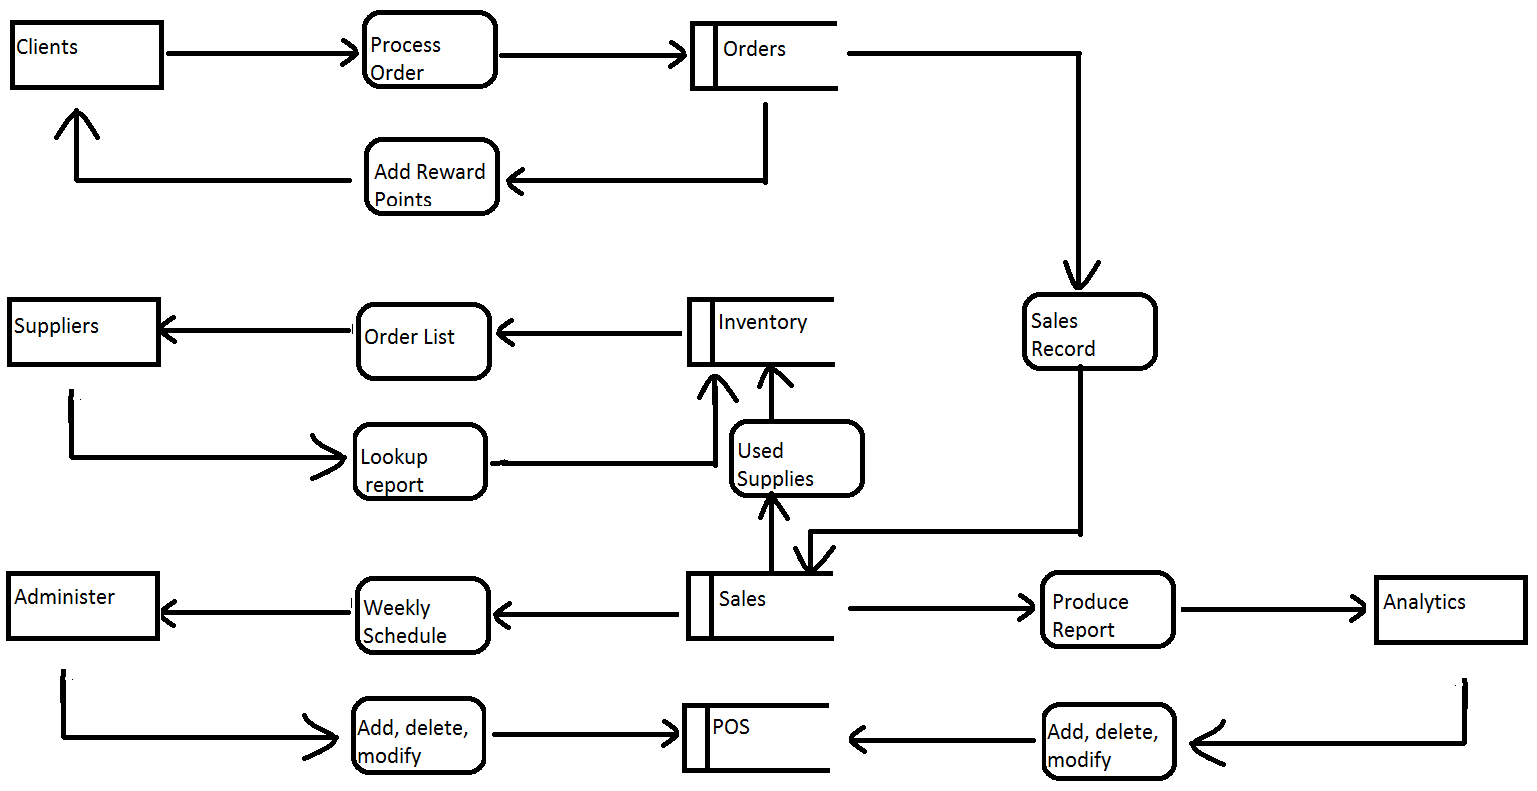 Clients
Process
Order
Orders
Add Reward
Points
Suppliers
Order List
Inventory
Sales
Record
Lookup
report
Used
Supplies
Administer
Weekly
Schedule
Sales
Produce
Report
Analytics
Add, delete,
modify
POS
Add, delete,
modify